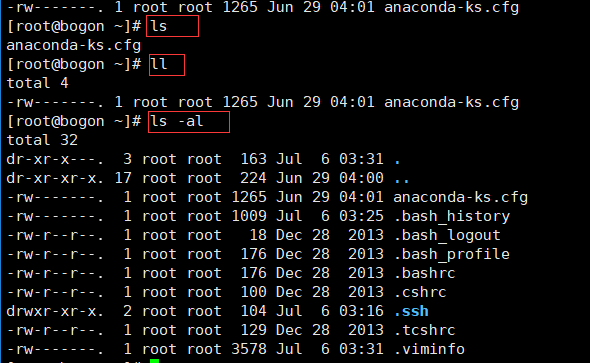 -rw-------. 1 root root 1265 Jun 29 04:01 anaconda-ks.cfg
[root@bogon ~]# ls
anaconda-ks.cfg
[root@bogon ~]# ll
total 4
-rw-------. 1 root root 1265 Jun 29 04:01 anaconda-ks.cfg
[root@bogon ~]# ls -al
total 32
dr-xr-x---.  3 root root  163 Jul  6 03:31 .
dr-xr-xr-x. 17 root root  224 Jun 29 04:00 ..
-rw-------.  1 root root 1265 Jun 29 04:01 anaconda-ks.cfg
-rw-------.  1 root root 1009 Jul  6 03:25 .bash_history
-rw-r--r--.  1 root root   18 Dec 28  2013 .bash_logout
-rw-r--r--.  1 root root  176 Dec 28  2013 .bash_profile
-rw-r--r--.  1 root root  176 Dec 28  2013 .bashrc
-rw-r--r--.  1 root root  100 Dec 28  2013 .cshrc
drwxr-xr-x.  2 root root  104 Jul  6 03:16 .ssh
-rw-r--r--.  1 root root  129 Dec 28  2013 .tcshrc
-rw-------.  1 root root 3578 Jul  6 03:31 .viminfo